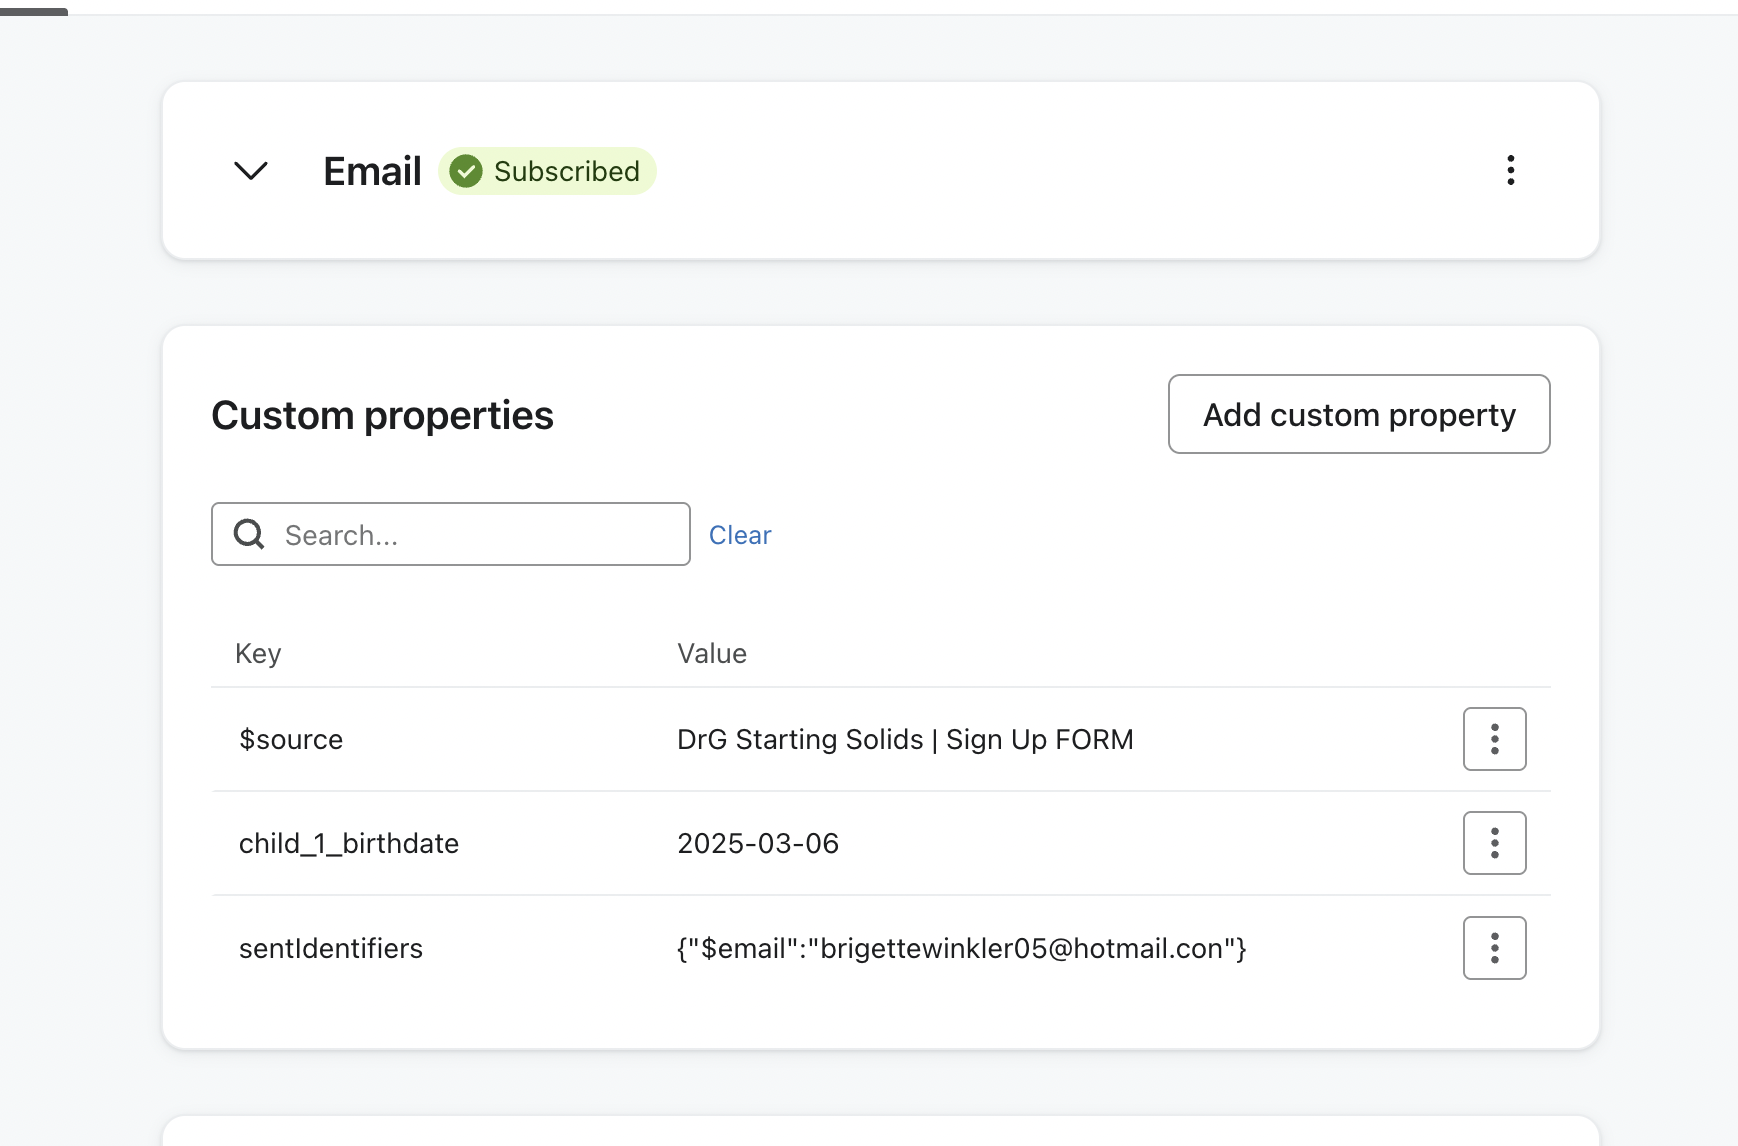 Email
Subscribed
Custom properties
Add custom property
Search...
Clear
Key Value
$source DrG Starting Solids | Sign Up FORM
child_1_birthdate 2025-03-06
sentIdentifiers {"$email":"brigettewinkler05@hotmail.con"}